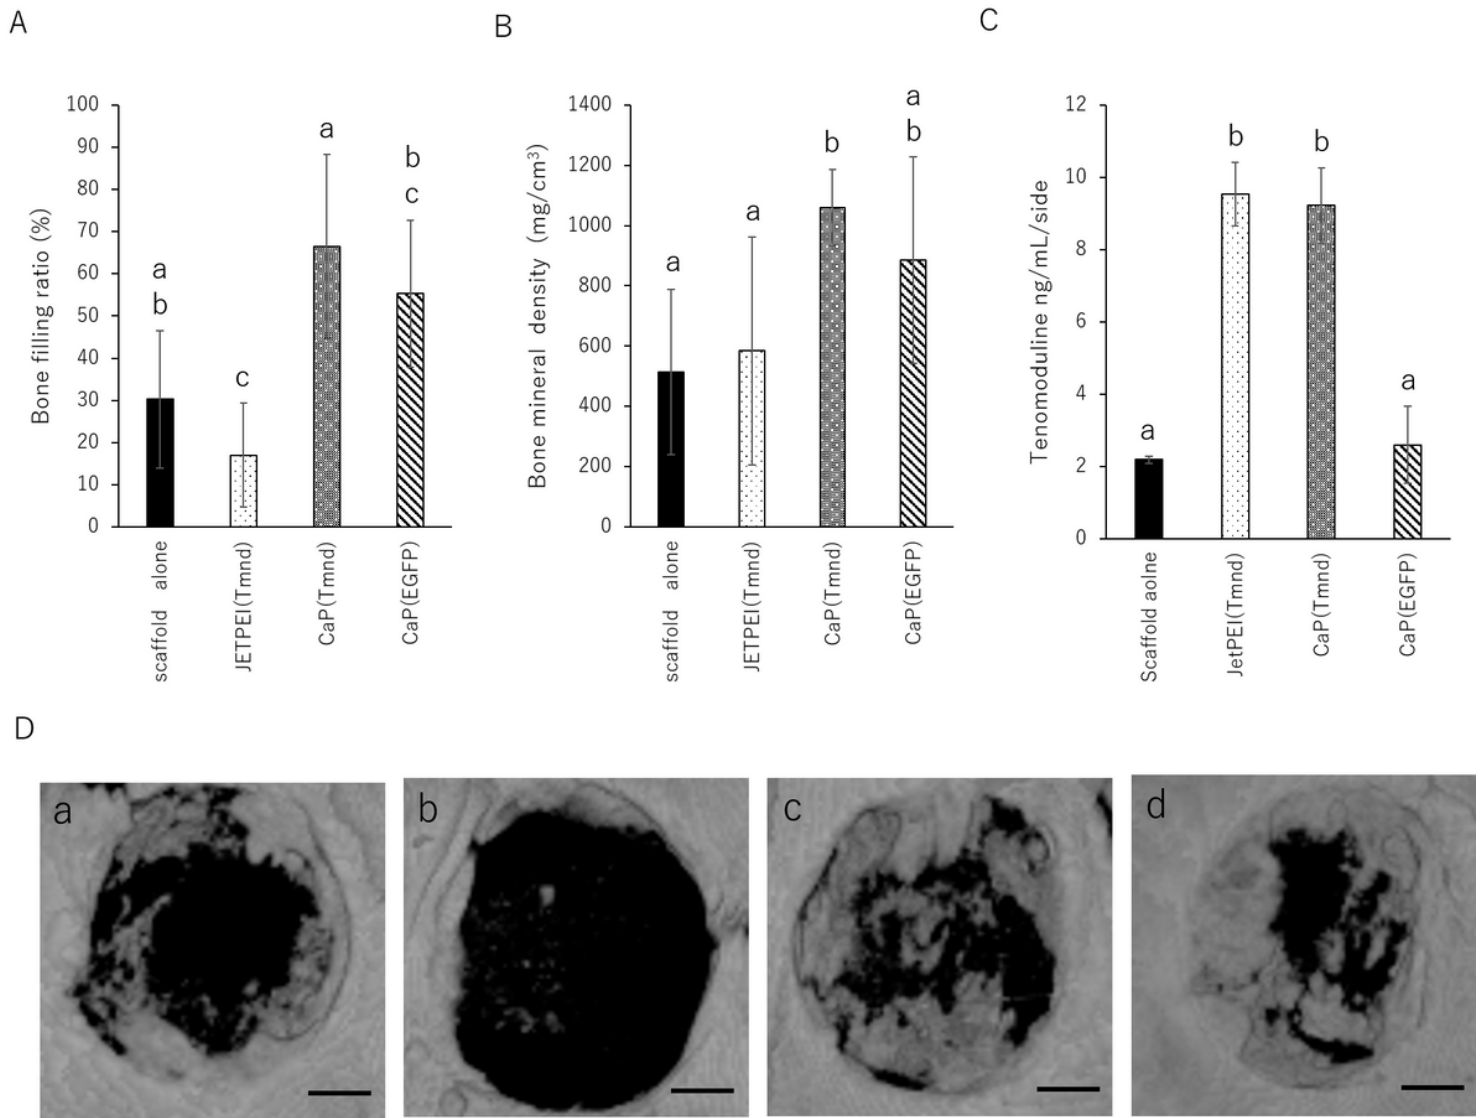 A
B
C
Bone filling ratio (%)
100
90
80
70
60
50
40
30
20
10
0
a
b
c
a
b
c
scaffold alone
JETPEI(Tmnd)
CaP(Tmnd)
CaP(EGFP)
Bone mineral density (mg/cm³)
1400
1200
1000
800
600
400
200
0
a
a
b
a
b
scaffold alone
JETPEI(Tmnd)
CaP(Tmnd)
CaP(EGFP)
Tenomoduline ng/mL/side
12
10
8
6
4
2
0
a
b
b
a
Scaffold aolne
JetPEI(Tmnd)
CaP(Tmnd)
CaP(EGFP)
D
a
b
c
d